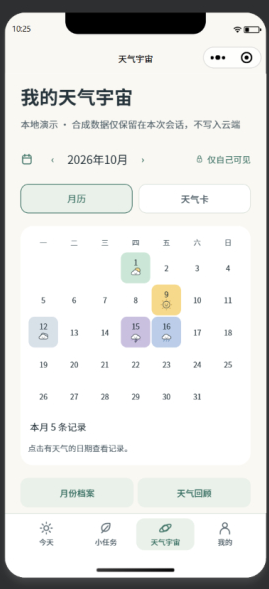 10:25
天气宇宙
我的天气宇宙
本地演示 · 合成数据仅保留在本次会话，不写入云端
‹ 2026年10月 › 仅自己可见
月历 天气卡
一 二 三 四 五 六 日
1 2 3 4
5 6 7 8 9 10 11
12 13 14 15 16 17 18
19 20 21 22 23 24 25
26 27 28 29 30 31
本月 5 条记录
点击有天气的日期查看记录。
月份档案 天气回顾
今天 小任务 天气宇宙 我的